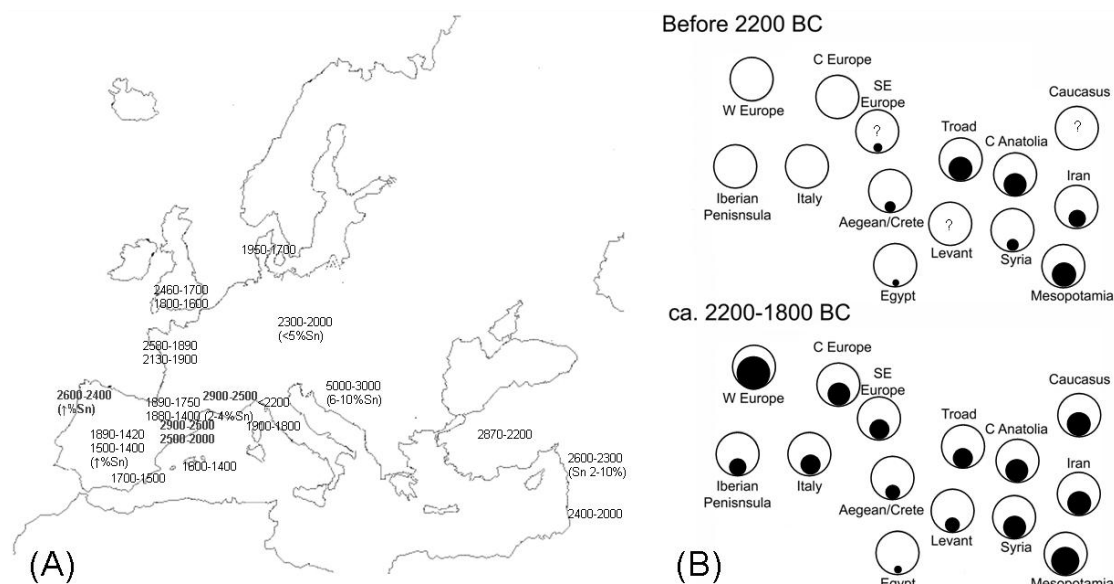 1950-1700
2460-1700
1800-1600
2300-2000
(<5%Sn)
2580-1890
2130-1900
2600-2400
(↑%Sn)
1890-1750
2900-2500
<2200
5000-3000
(6-10%Sn)
1880-1400
(2-4%Sn)
2900-2500
1900-1800
2500-2000
1890-1420
1500-1400
(↑%Sn)
1600-1400
1700-1500
2870-2200
2600-2300
(Sn 2-10%)
2400-2000
(A)
Before 2200 BC
W Europe
C Europe
SE
Europe
?
Troad
C Anatolia
Caucasus
?
Iberian
Penisnsula
Italy
Aegean/Crete
?
Levant
Syria
Iran
Egypt
Mesopotamia
ca. 2200-1800 BC
W Europe
C Europe
SE
Europe
Troad
C Anatolia
Caucasus
Iberian
Penisnsula
Italy
Aegean/Crete
Levant
Syria
Iran
Egypt
Mesopotamia
(B)